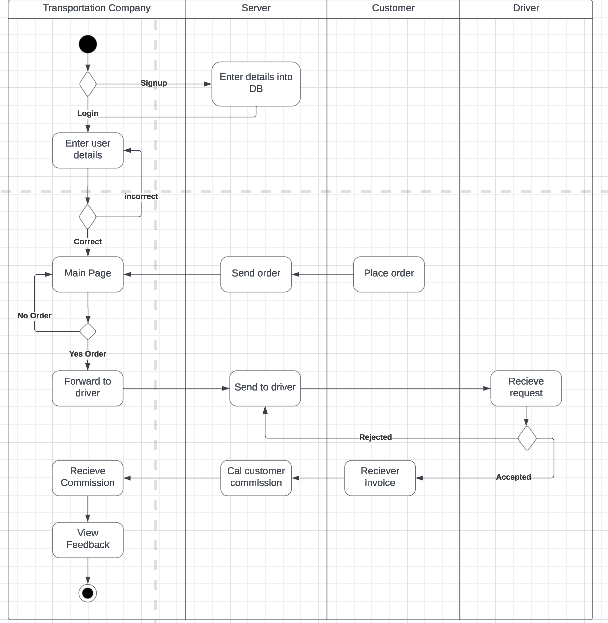 Transportation Company
Server
Customer
Driver
Signup
Enter details into
DB
Login
Enter user
details
incorrect
Correct
Main Page
Send order
Place order
No Order
Yes Order
Forward to
driver
Send to driver
Recieve
request
Rejected
Accepted
Recieve
Commission
Cal customer
commission
Reciever
Invoice
View
Feedback